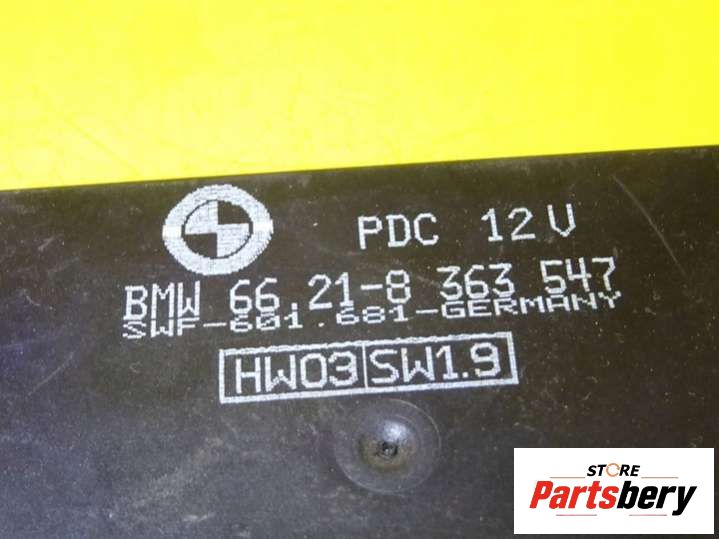 PDC 12V
BMW 66.21-8 363 547
SWF-601.681-GERMANY
HW03 SW1.9
STORE
Partsbery